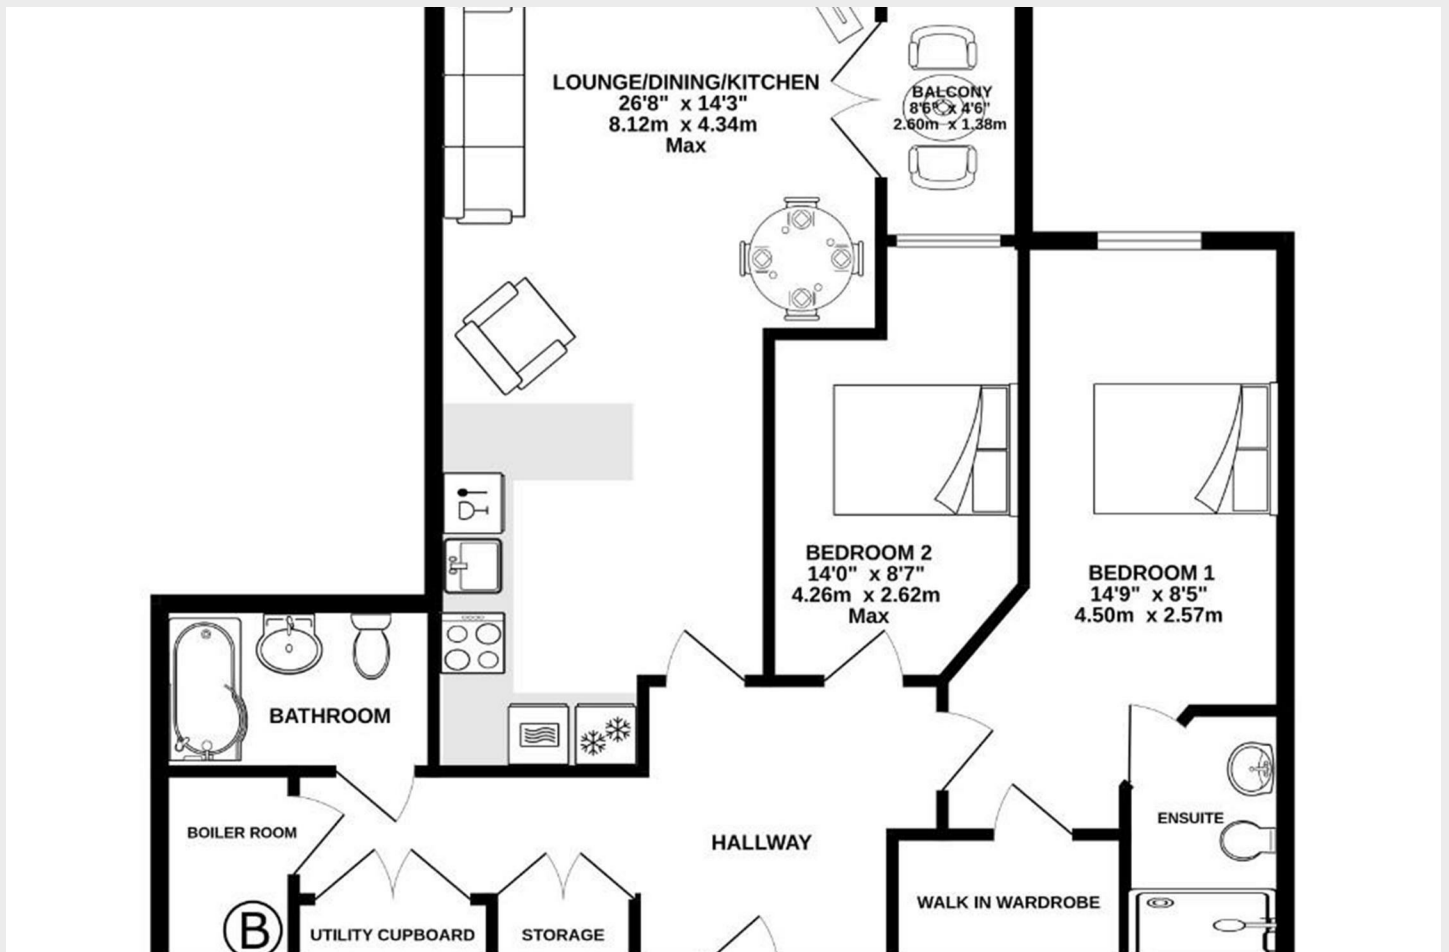 LOUNGE/DINING/KITCHEN
26'8" x 14'3"
8.12m x 4.34m
Max
BALCONY
8'6" x 4'6"
2.60m x 1.38m
BEDROOM 2
14'0" x 8'7"
4.26m x 2.62m
Max
BEDROOM 1
14'9" x 8'5"
4.50m x 2.57m
BATHROOM
BOILER ROOM
HALLWAY
ENSUITE
WALK IN WARDROBE
B
UTILITY CUPBOARD
STORAGE